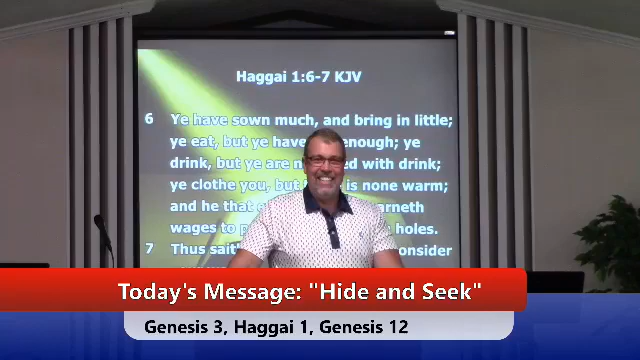 Haggai 1:6-7 KJV
6 Ye have sown much, and bring in little;
ye eat, but ye have enough; ye
drink, but ye are with drink;
ye clothe you, but is none warm;
and he that
wages to holes.
7 Thus consider
Today's Message: "Hide and Seek"
Genesis 3, Haggai 1, Genesis 12